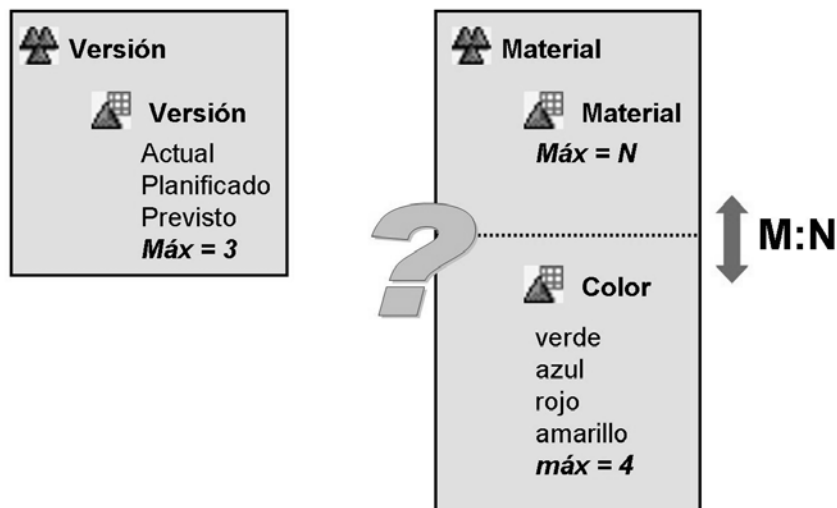 Versión
Versión
Actual
Planificado
Previsto
Máx = 3
Material
Material
Máx = N
?
M:N
Color
verde
azul
rojo
amarillo
máx = 4